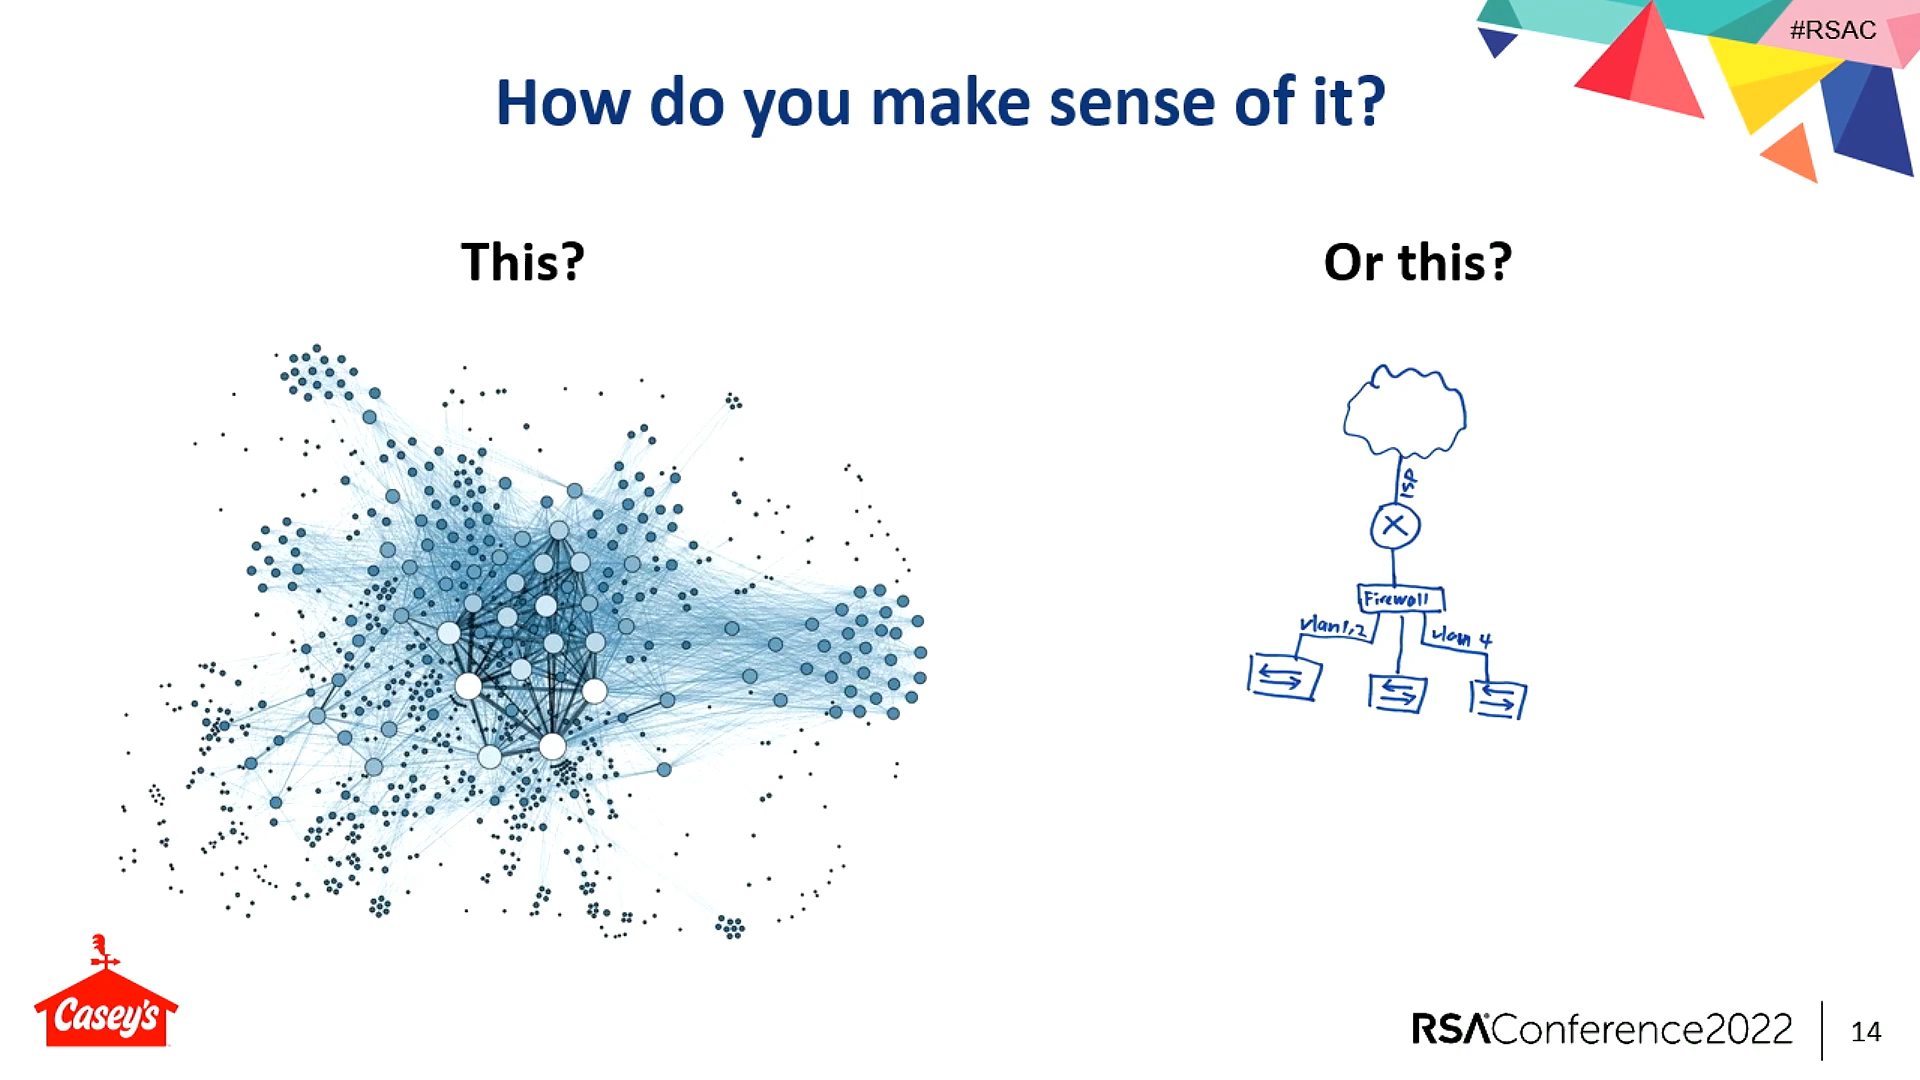 #RSAC
How do you make sense of it?
This?
Or this?
isp
Firewall
vlan1,2
vlan 4
Casey's
RSAConference2022
14